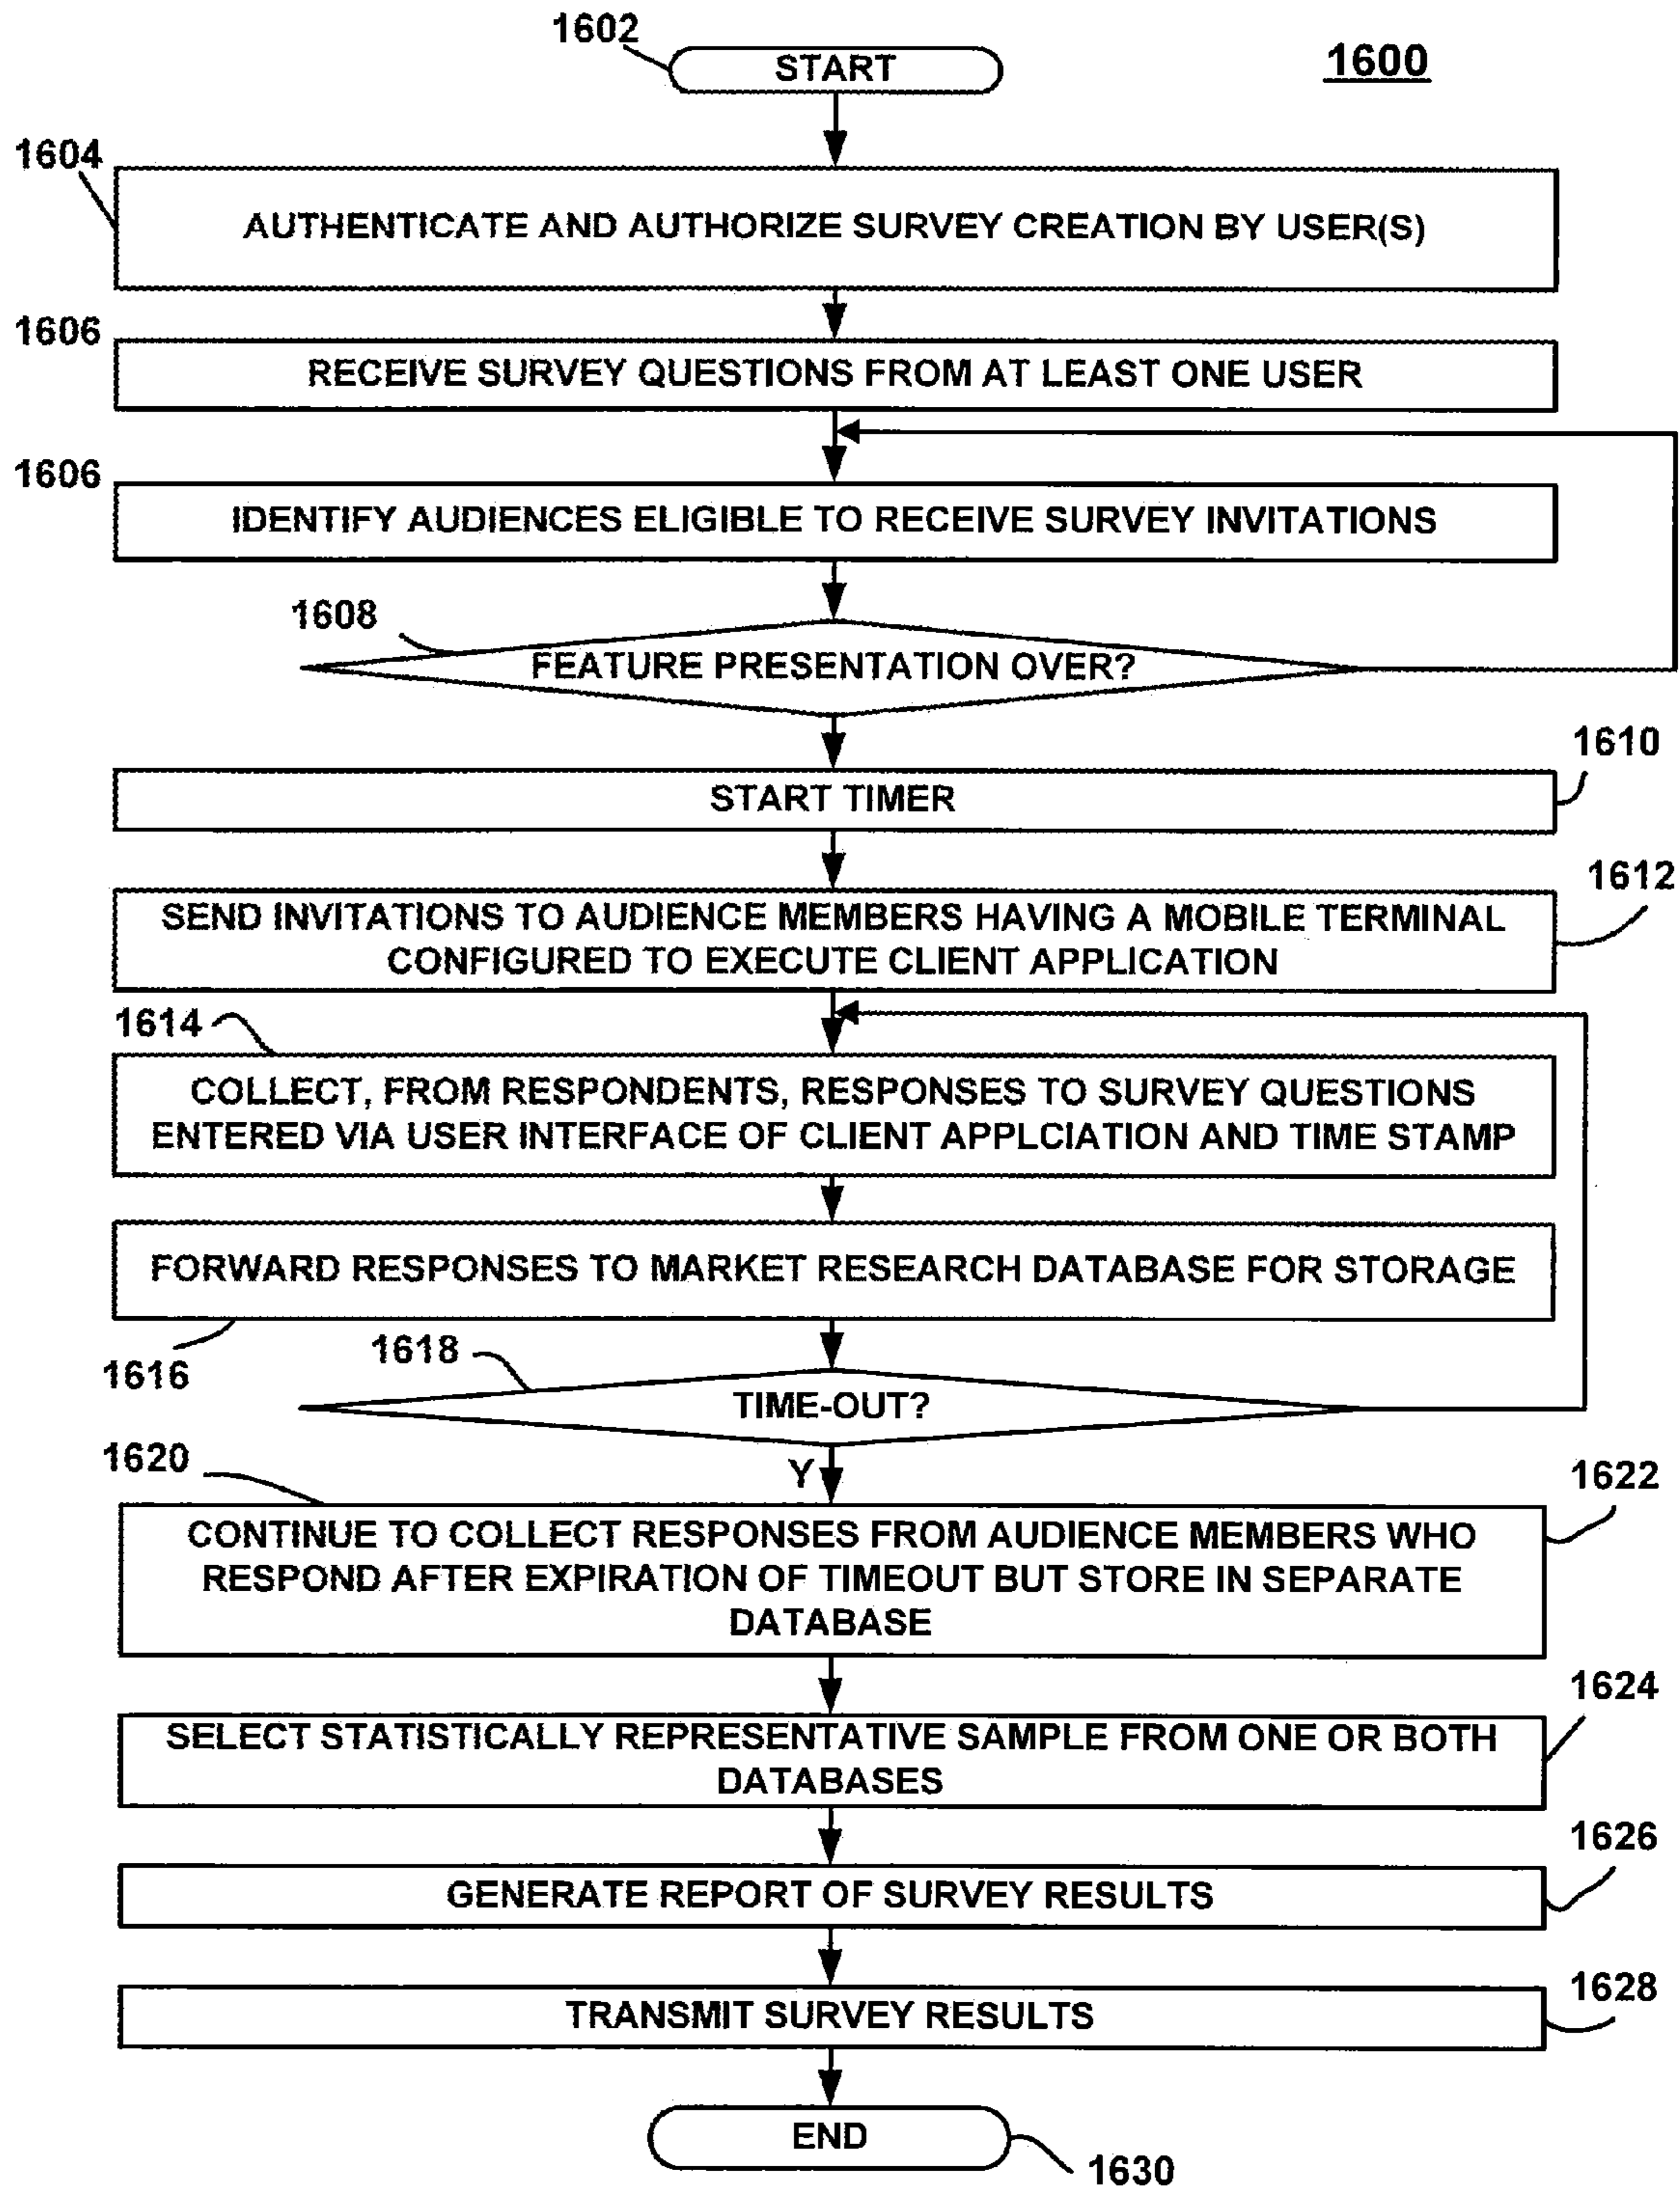 1602
START
1600
1604
AUTHENTICATE AND AUTHORIZE SURVEY CREATION BY USER(S)
1606
RECEIVE SURVEY QUESTIONS FROM AT LEAST ONE USER
1606
IDENTIFY AUDIENCES ELIGIBLE TO RECEIVE SURVEY INVITATIONS
1608
FEATURE PRESENTATION OVER?
1610
START TIMER
1612
SEND INVITATIONS TO AUDIENCE MEMBERS HAVING A MOBILE TERMINAL
CONFIGURED TO EXECUTE CLIENT APPLICATION
1614
COLLECT, FROM RESPONDENTS, RESPONSES TO SURVEY QUESTIONS
ENTERED VIA USER INTERFACE OF CLIENT APPLCIATION AND TIME STAMP
FORWARD RESPONSES TO MARKET RESEARCH DATABASE FOR STORAGE
1616
1618
TIME-OUT?
Y
1620
1622
CONTINUE TO COLLECT RESPONSES FROM AUDIENCE MEMBERS WHO
RESPOND AFTER EXPIRATION OF TIMEOUT BUT STORE IN SEPARATE
DATABASE
1624
SELECT STATISTICALLY REPRESENTATIVE SAMPLE FROM ONE OR BOTH
DATABASES
1626
GENERATE REPORT OF SURVEY RESULTS
1628
TRANSMIT SURVEY RESULTS
END
1630